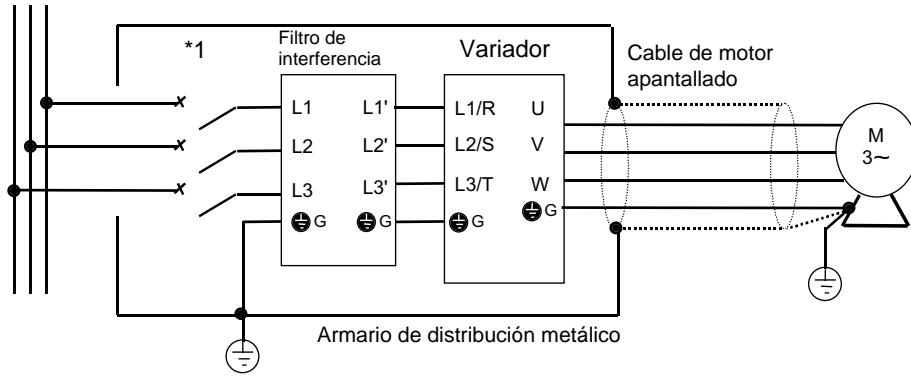 *1
Filtro de
interferencia
Variador
Cable de motor
apantallado
L1 L1' L1/R U
L2 L2' L2/S V
L3 L3' L3/T W
G G G G
M
3~
Armario de distribución metálico